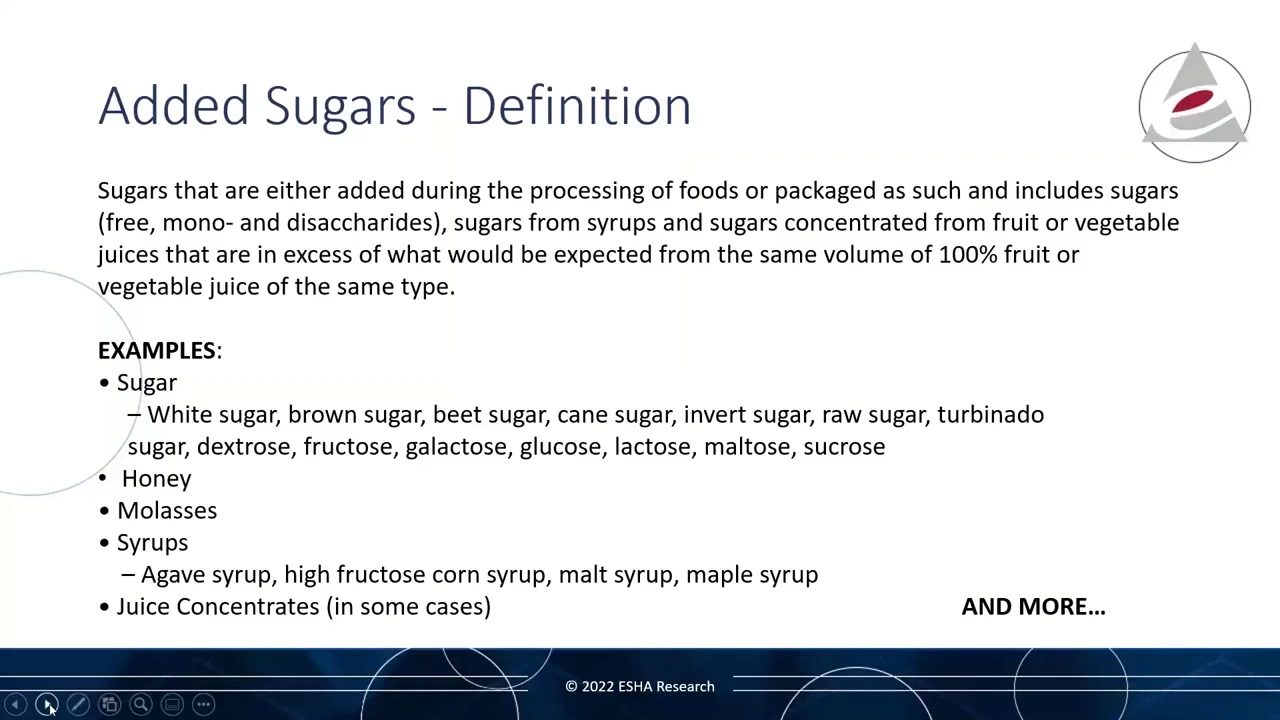 Added Sugars - Definition
Sugars that are either added during the processing of foods or packaged as such and includes sugars
(free, mono- and disaccharides), sugars from syrups and sugars concentrated from fruit or vegetable
juices that are in excess of what would be expected from the same volume of 100% fruit or
vegetable juice of the same type.
EXAMPLES:
• Sugar
– White sugar, brown sugar, beet sugar, cane sugar, invert sugar, raw sugar, turbinado
sugar, dextrose, fructose, galactose, glucose, lactose, maltose, sucrose
• Honey
• Molasses
• Syrups
– Agave syrup, high fructose corn syrup, malt syrup, maple syrup
• Juice Concentrates (in some cases)
AND MORE…
© 2022 ESHA Research